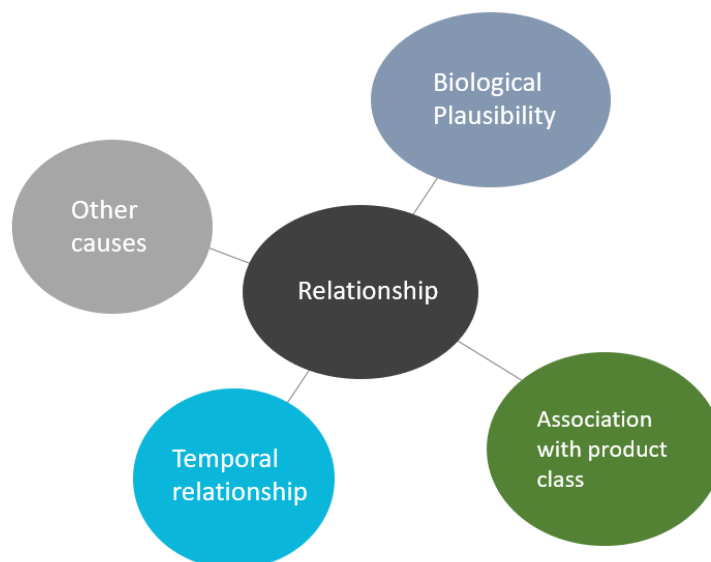 Biological
Plausibility
Other
causes
Relationship
Association
with product
class
Temporal
relationship